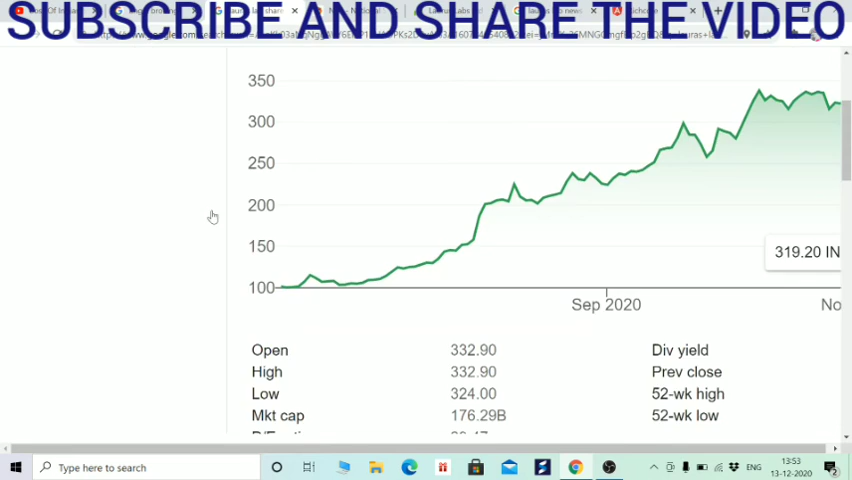 SUBSCRIBE AND SHARE THE VIDEO
350
300
250
200
150
100
319.20 IN
Sep 2020
No
Open 332.90 Div yield
High 332.90 Prev close
Low 324.00 52-wk high
Mkt cap 176.29B 52-wk low
Type here to search
ENG
13:53
13-12-2020
2